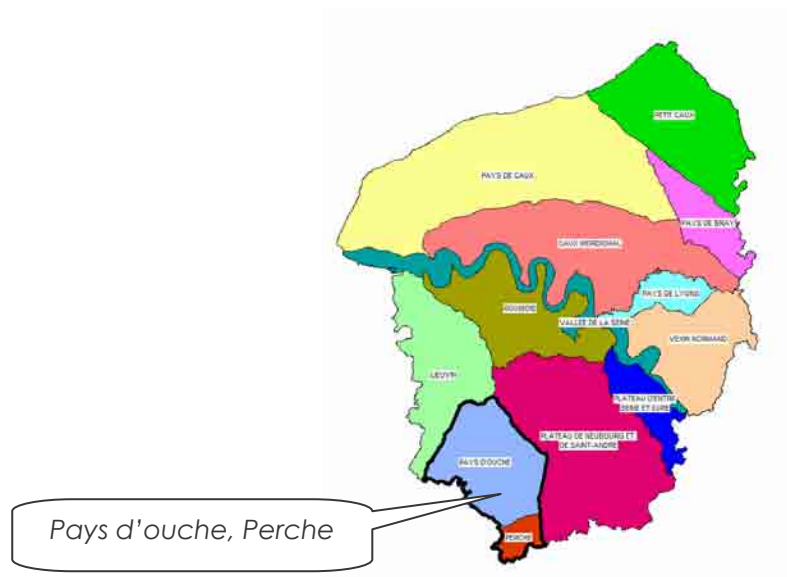 PETIT CAUX
PAYS DE CAUX
PAYS DE BRAY
CAUX MERIDIONAL
PAYS DE LYONS
ROUMOIS
VALLEE DE LA SEINE
VEXIN NORMAND
LIEUVIN
PLATEAU D'ENTRE
SEINE ET EURE
PLATEAU DE NEUBOURG ET
DE SAINT-ANDRE
PAYS D'OUCHE
Pays d'ouche, Perche
PERCHE